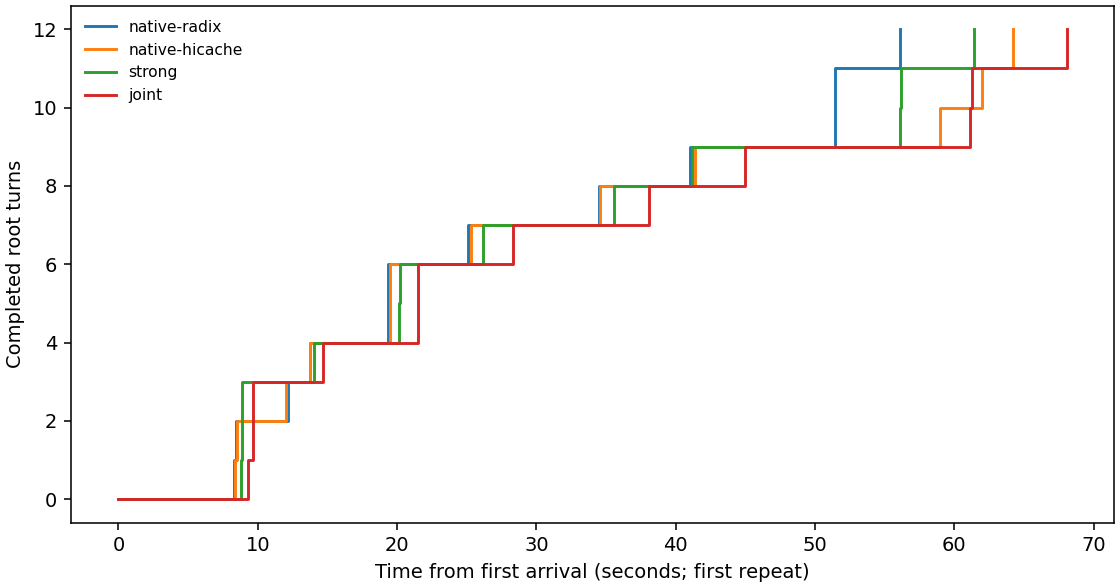 native-radix
native-hicache
strong
joint
Completed root turns
12
10
8
6
4
2
0
0 10 20 30 40 50 60 70
Time from first arrival (seconds; first repeat)